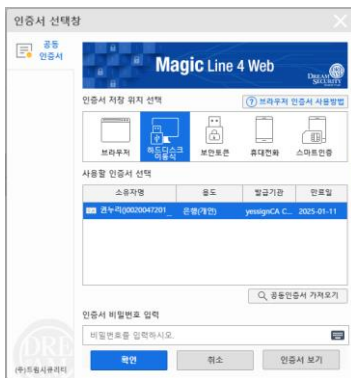 인증서 선택창
공동
인증서
Magic Line 4 Web
DREAM
SECURITY
인증서 저장 위치 선택
? 브라우저 인증서 사용방법
브라우저
하드디스크
이동식
보안토큰
휴대전화
스마트인증
사용할 인증서 선택
소유자명
용도
발급기관
만료일
권누리()0020047201_
은행(개인)
yessignCA C...
2025-01-11
공동인증서 가져오기
인증서 비밀번호 입력
비밀번호를 입력하시오.
확인
취소
인증서 보기
(주)드림시큐리티